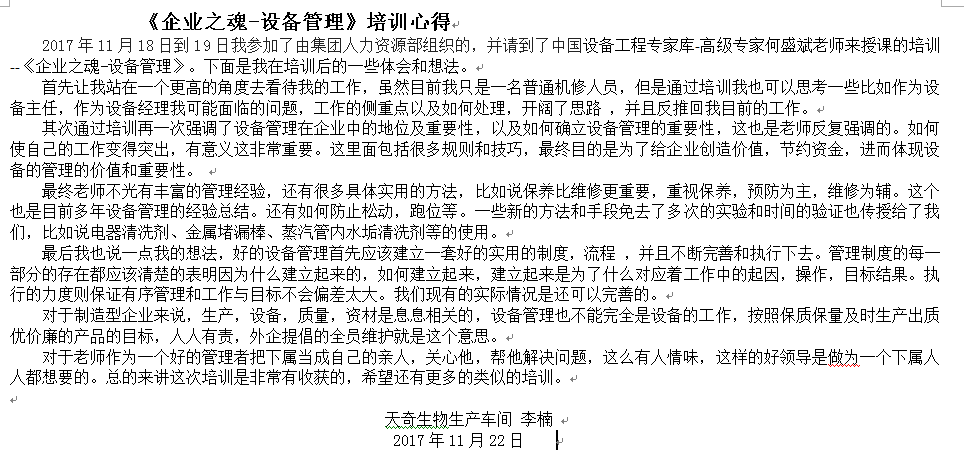 《企业之魂-设备管理》培训心得
2017年11月18日到19日我参加了由集团人力资源部组织的，并请到了中国设备工程专家库-高级专家何盛斌老师来授课的培训
--《企业之魂-设备管理》。下面是我在培训后的一些体会和想法。
首先让我站在一个更高的角度去看待我的工作，虽然目前我只是一名普通机修人员，但是通过培训我也可以思考一些比如作为设
备主任，作为设备经理我可能面临的问题，工作的侧重点以及如何处理，开阔了思路 ，并且反推回我目前的工作。
其次通过培训再一次强调了设备管理在企业中的地位及重要性，以及如何确立设备管理的重要性，这也是老师反复强调的。如何
使自己的工作变得突出，有意义这非常重要。这里面包括很多规则和技巧，最终目的是为了给企业创造价值，节约资金，进而体现设
备的管理的价值和重要性。
最终老师不光有丰富的管理经验，还有很多具体实用的方法，比如说保养比维修更重要，重视保养，预防为主，维修为辅。这个
也是目前多年设备管理的经验总结。还有如何防止松动，跑位等。一些新的方法和手段免去了多次的实验和时间的验证也传授给了我
们，比如说电器清洗剂、金属堵漏棒、蒸汽管内水垢清洗剂等的使用。
最后我也说一点我的想法，好的设备管理首先应该建立一套好的实用的制度，流程 ，并且不断完善和执行下去。管理制度的每一
部分的存在都应该清楚的表明因为什么建立起来的，如何建立起来，建立起来是为了什么对应着工作中的起因，操作，目标结果。执
行的力度则保证有序管理和工作与目标不会偏差太大。我们现有的实际情况是还可以完善的。
对于制造型企业来说，生产，设备，质量，资材是息息相关的，设备管理也不能完全是设备的工作，按照保质保量及时生产出质
优价廉的产品的目标，人人有责，外企提倡的全员维护就是这个意思。
对于老师作为一个好的管理者把下属当成自己的亲人，关心他，帮他解决问题，这么有人情味，这样的好领导是做为一个下属人
人都想要的。总的来讲这次培训是非常有收获的，希望还有更多的类似的培训。
天奇生物生产车间 李楠
2017年11月22日